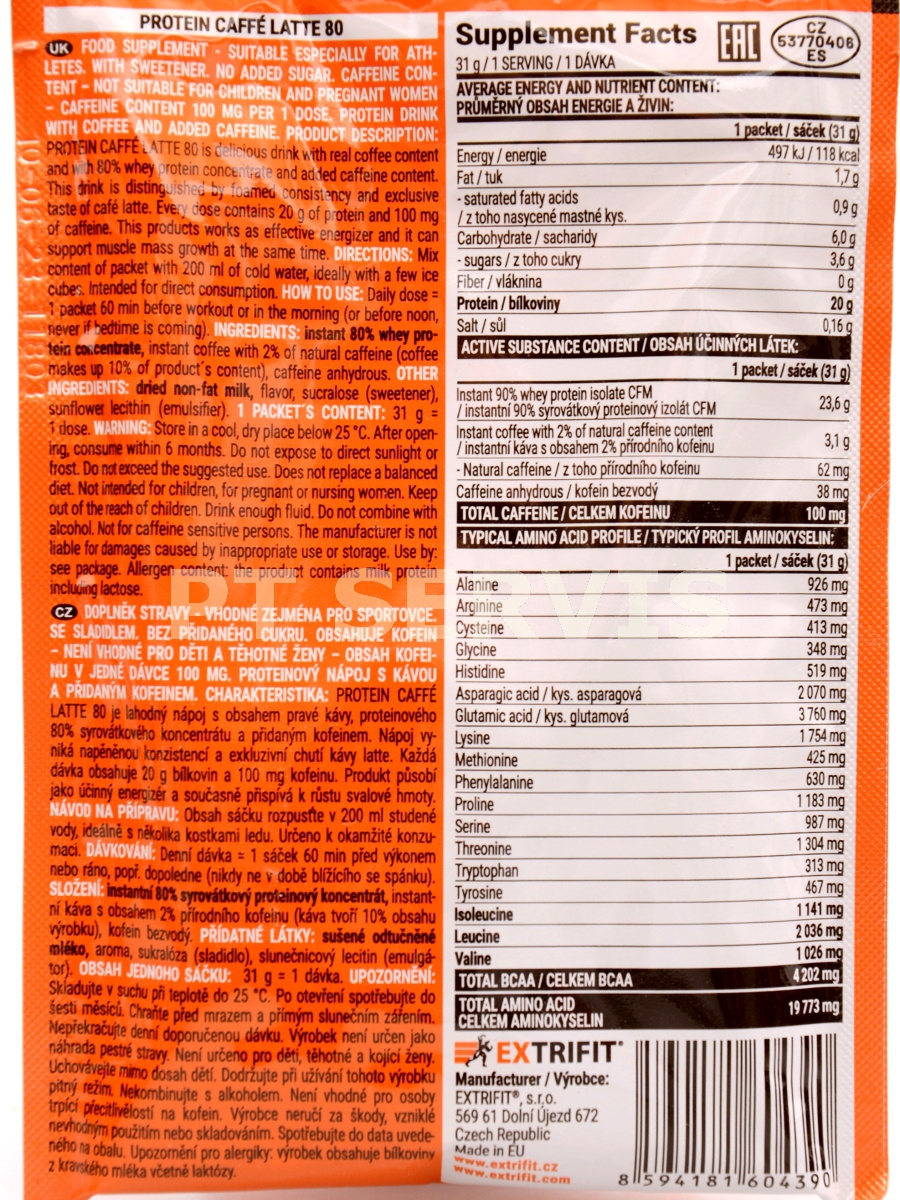 PROTEIN CAFFÉ LATTE 80
UK FOOD SUPPLEMENT - SUITABLE ESPECIALLY FOR ATH-
LETES. WITH SWEETENER. NO ADDED SUGAR. CAFFEINE CON-
TENT - NOT SUITABLE FOR CHILDREN AND PREGNANT WOMEN
- CAFFEINE CONTENT 100 MG PER 1 DOSE. PROTEIN DRINK
WITH COFFEE AND ADDED CAFFEINE. PRODUCT DESCRIPTION:
PROTEIN CAFFÉ LATTE 80 is delicious drink with real coffee content
and with 80% whey protein concentrate and added caffeine content.
This drink is distinguished by foamed consistency and exclusive
taste of café latte. Every dose contains 20 g of protein and 100 mg
of caffeine. This products works as effective energizer and it can
support muscle mass growth at the same time. DIRECTIONS: Mix
content of packet with 200 ml of cold water, ideally with a few ice
cubes. Intended for direct consumption. HOW TO USE: Daily dose =
1 packet 60 min before workout or in the morning (or before noon,
never if bedtime is coming). INGREDIENTS: instant 80% whey pro-
tein concentrate, instant coffee with 2% of natural caffeine (coffee
makes up 10% of product's content), caffeine anhydrous. OTHER
INGREDIENTS: dried non-fat milk, flavor, sucralose (sweetener),
sunflower lecithin (emulsifier). 1 PACKET'S CONTENT: 31 g =
1 dose. WARNING: Store in a cool, dry place below 25 °C. After open-
ing, consume within 6 months. Do not expose to direct sunlight or
frost. Do not exceed the suggested use. Does not replace a balanced
diet. Not intended for children, for pregnant or nursing women. Keep
out of the reach of children. Drink enough fluid. Do not combine with
alcohol. Not for caffeine sensitive persons. The manufacturer is not
liable for damages caused by inappropriate use or storage. Use by:
see package. Allergen content: the product contains milk protein
including lactose.
CZ DOPLNĚK STRAVY - VHODNÉ ZEJMÉNA PRO SPORTOVCE.
SE SLADIDLEM. BEZ PŘIDANÉHO CUKRU. OBSAHUJE KOFEIN
- NENÍ VHODNÉ PRO DĚTI A TĚHOTNÉ ŽENY - OBSAH KOFEI-
NU V JEDNÉ DÁVCE 100 MG. PROTEINOVÝ NÁPOJ S KÁVOU
A PŘIDANÝM KOFEINEM. CHARAKTERISTIKA: PROTEIN CAFFÉ
LATTE 80 je lahodný nápoj s obsahem pravé kávy, proteinového
80% syrovátkového koncentrátu a přidaným kofeinem. Nápoj vy-
niká napěněnou konzistencí a exkluzivní chutí kávy latte. Každá
dávka obsahuje 20 g bílkovin a 100 mg kofeinu. Produkt působí
jako účinný energizér a současně přispívá k růstu svalové hmoty.
NÁVOD NA PŘÍPRAVU: Obsah sáčku rozpusťte v 200 ml studené
vody, ideálně s několika kostkami ledu. Určeno k okamžité konzu-
maci. DÁVKOVÁNÍ: Denní dávka = 1 sáček 60 min před výkonem
nebo ráno, popř. dopoledne (nikdy ne v době blížícího se spánku).
SLOŽENÍ: instantní 80% syrovátkový proteinový koncentrát, instant-
ní káva s obsahem 2% přírodního kofeinu (káva tvoří 10% obsahu
výrobku), kofein bezvodý. PŘÍDATNÉ LÁTKY: sušené odtučněné
mléko, aroma, sukralóza (sladidlo), slunečnicový lecitin (emulgá-
tor). OBSAH JEDNOHO SÁČKU: 31 g = 1 dávka. UPOZORNĚNÍ:
Skladujte v suchu při teplotě do 25 °C. Po otevření spotřebujte do
šesti měsíců. Chraňte před mrazem a přímým slunečním zářením.
Nepřekračujte denní doporučenou dávku. Výrobek není určen jako
náhrada pestré stravy. Není určeno pro děti, těhotné a kojící ženy.
Uchovávejte mimo dosah dětí. Dodržujte při užívání tohoto výrobku
pitný režim. Nekombinujte s alkoholem. Není vhodné pro osoby
trpící přecitlivělostí na kofein. Výrobce neručí za škody, vzniklé
nevhodným použitím nebo skladováním. Spotřebujte do data uvede-
ného na obalu. Upozornění pro alergiky: výrobek obsahuje bílkoviny
z kravského mléka včetně laktózy.
Supplement Facts
EAC
CZ
53770406
ES
31 g / 1 SERVING / 1 DÁVKA
AVERAGE ENERGY AND NUTRIENT CONTENT:
PRŮMĚRNÝ OBSAH ENERGIE A ŽIVIN:
1 packet / sáček (31 g)
Energy / energie 497 kJ / 118 kcal
Fat / tuk 1,7 g
- saturated fatty acids
/ z toho nasycené mastné kys. 0,9 g
Carbohydrate / sacharidy 6,0 g
- sugars / z toho cukry 3,6 g
Fiber / vláknina 0 g
Protein / bílkoviny 20 g
Salt / sůl 0,16 g
ACTIVE SUBSTANCE CONTENT / OBSAH ÚČINNÝCH LÁTEK:
1 packet / sáček (31 g)
Instant 90% whey protein isolate CFM
/ instantní 90% syrovátkový proteinový izolát CFM 23,6 g
Instant coffee with 2% of natural caffeine content
/ instantní káva s obsahem 2% přírodního kofeinu 3,1 g
- Natural caffeine / z toho přírodního kofeinu 62 mg
Caffeine anhydrous / kofein bezvodý 38 mg
TOTAL CAFFEINE / CELKEM KOFEINU 100 mg
TYPICAL AMINO ACID PROFILE / TYPICKÝ PROFIL AMINOKYSELIN:
1 packet / sáček (31 g)
Alanine 926 mg
Arginine 473 mg
Cysteine 413 mg
Glycine 348 mg
Histidine 519 mg
Asparagic acid / kys. asparagová 2 070 mg
Glutamic acid / kys. glutamová 3 760 mg
Lysine 1 754 mg
Methionine 425 mg
Phenylalanine 630 mg
Proline 1 183 mg
Serine 987 mg
Threonine 1 304 mg
Tryptophan 313 mg
Tyrosine 467 mg
Isoleucine 1 141 mg
Leucine 2 036 mg
Valine 1 026 mg
TOTAL BCAA / CELKEM BCAA 4 202 mg
TOTAL AMINO ACID
CELKEM AMINOKYSELIN 19 773 mg
EXTRIFIT®
Manufacturer / Výrobce:
EXTRIFIT®, s.r.o.
569 61 Dolní Újezd 672
Czech Republic
Made in EU
www.extrifit.cz
www.extrifit.com
8 594181 604390
PT SERVIS